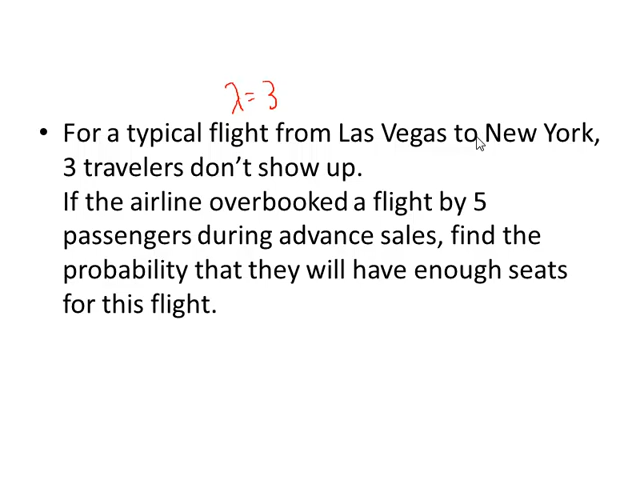 λ = 3
• For a typical flight from Las Vegas to New York,
3 travelers don't show up.
If the airline overbooked a flight by 5
passengers during advance sales, find the
probability that they will have enough seats
for this flight.